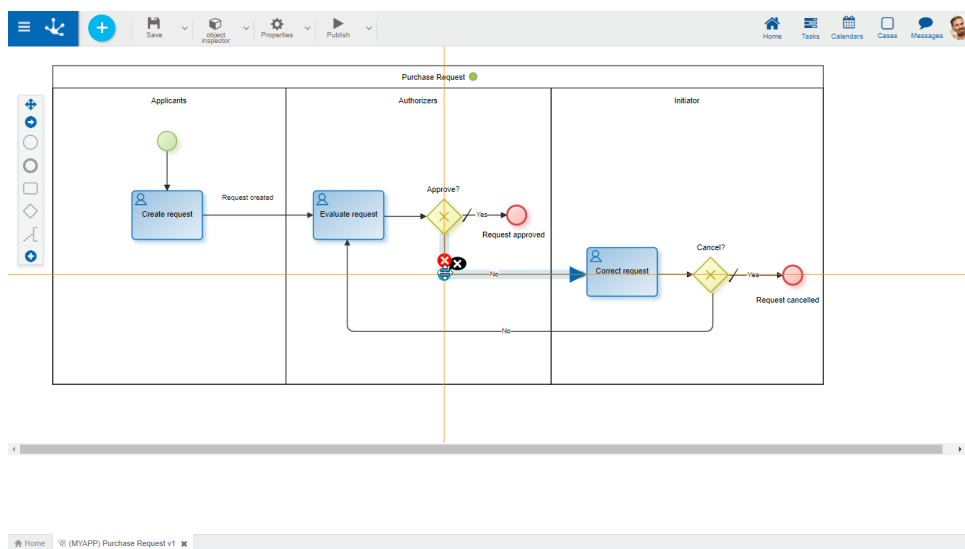 Save
object
inspector
Properties
Publish
Home
Tasks
Calendars
Cases
Messages
Purchase Request
Applicants
Authorizers
Initiator
Approve?
Request created
Create request
Evaluate request
Yes
Request approved
Cancel?
No
Correct request
Yes
Request cancelled
No
Home
(MYAPP) Purchase Request v1